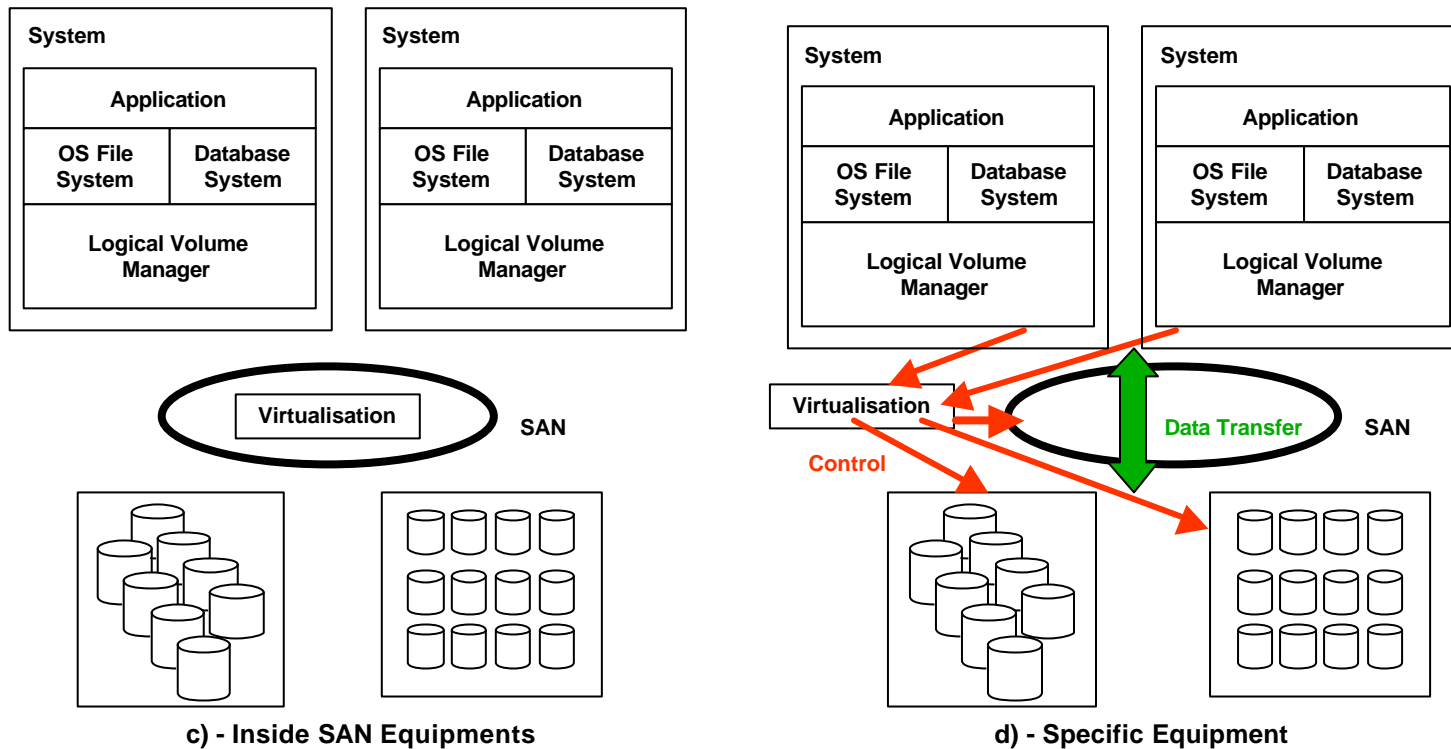 System
Application
OS File
System
Database
System
Logical Volume
Manager
System
Application
OS File
System
Database
System
Logical Volume
Manager
Virtualisation
SAN
c) - Inside SAN Equipments
System
Application
OS File
System
Database
System
Logical Volume
Manager
System
Application
OS File
System
Database
System
Logical Volume
Manager
Virtualisation
Control
Data Transfer
SAN
d) - Specific Equipment